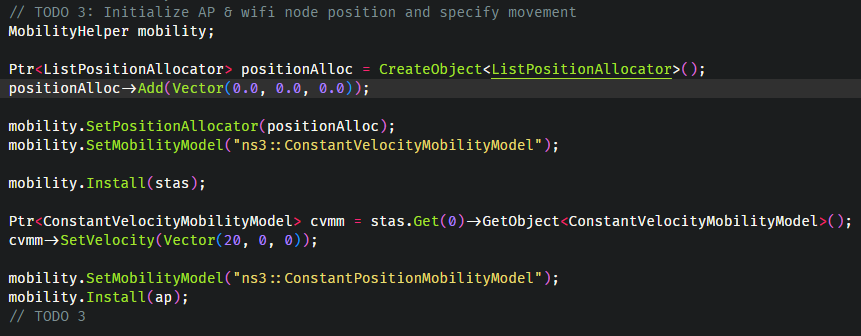 // TODO 3: Initialize AP & wifi node position and specify movement
MobilityHelper mobility;
Ptr<ListPositionAllocator> positionAlloc = CreateObject<ListPositionAllocator>();
positionAlloc->Add(Vector(0.0, 0.0, 0.0));
mobility.SetPositionAllocator(positionAlloc);
mobility.SetMobilityModel("ns3::ConstantVelocityMobilityModel");
mobility.Install(stas);
Ptr<ConstantVelocityMobilityModel> cvmm = stas.Get(0)->GetObject<ConstantVelocityMobilityModel>();
cvmm->SetVelocity(Vector(20, 0, 0));
mobility.SetMobilityModel("ns3::ConstantPositionMobilityModel");
mobility.Install(ap);
// TODO 3